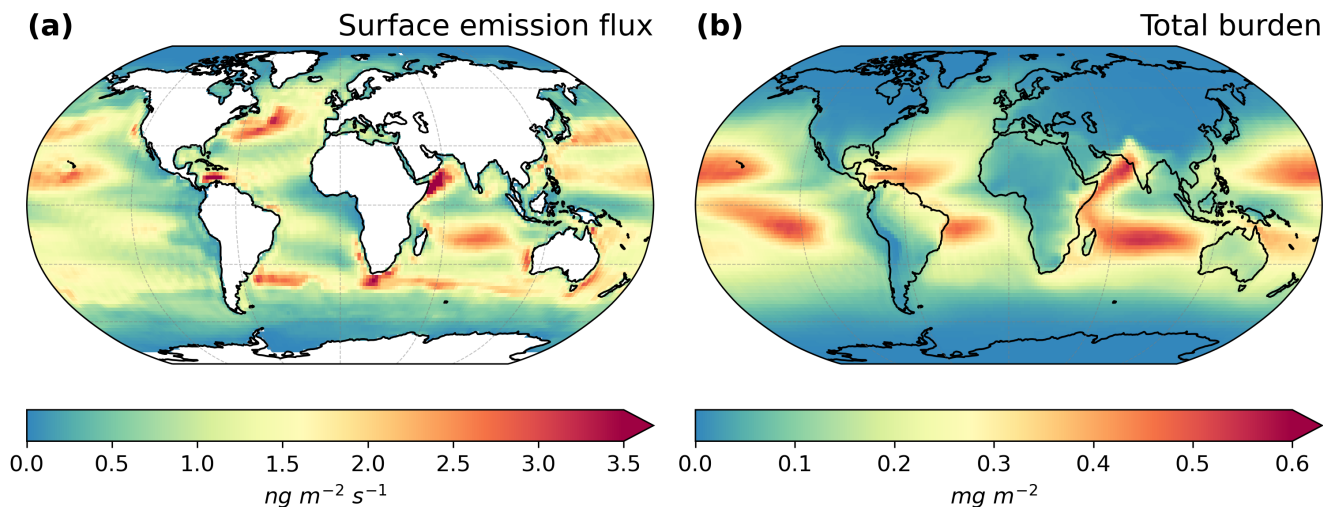 (a) Surface emission flux
(b) Total burden
0.0 0.5 1.0 1.5 2.0 2.5 3.0 3.5
ng m⁻² s⁻¹
0.0 0.1 0.2 0.3 0.4 0.5 0.6
mg m⁻²